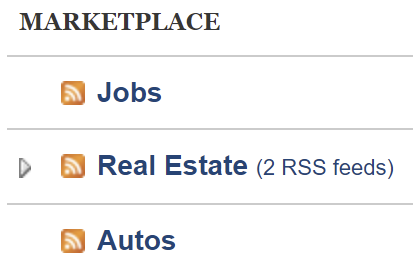 MARKETPLACE
Jobs
Real Estate (2 RSS feeds)
Autos